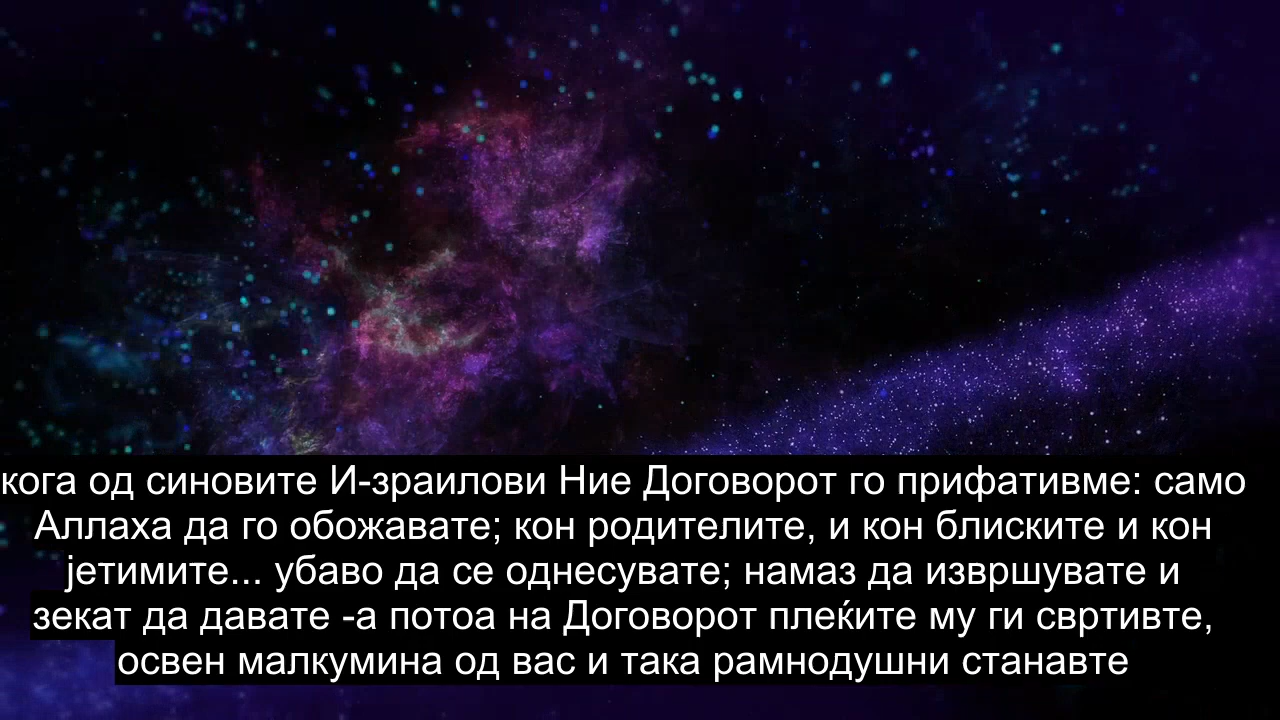 кога од синовите И-зраилови Ние Договорот го прифативме: само
Аллаха да го обожавате; кон родителите, и кон блиските и кон
јетимите... убаво да се однесувате; намаз да извршувате и
зекат да давате -а потоа на Договорот плеќите му ги свртивте,
освен малкумина од вас и така рамнодушни станавте